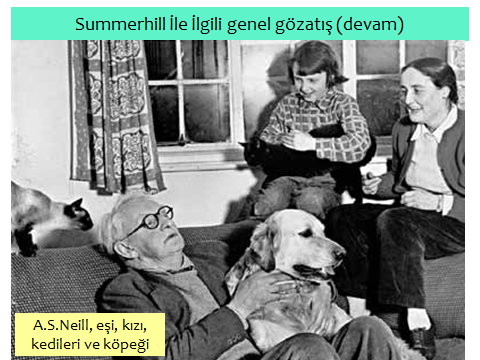 Summerhill İle İlgili genel gözatış (devam)
A.S.Neill, eşi, kızı,
kedileri ve köpeği